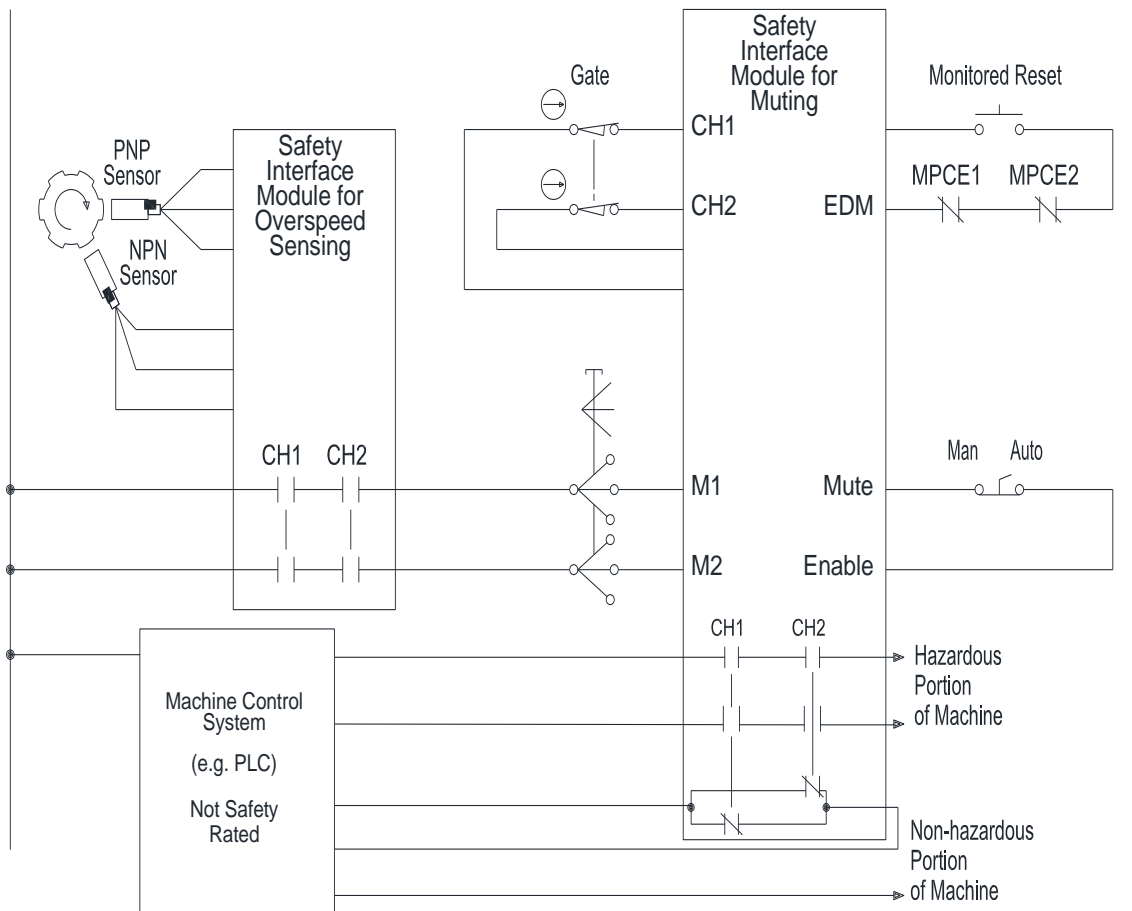 Safety
Interface
Module for
Muting
Gate
Monitored Reset
CH1
PNP
Sensor
Safety
Interface
Module for
Overspeed
Sensing
MPCE1
MPCE2
CH2
EDM
NPN
Sensor
CH1
CH2
Man
Auto
M1
Mute
M2
Enable
CH1
CH2
Hazardous
Portion
of Machine
Machine Control
System
(e.g. PLC)
Not Safety
Rated
Non-hazardous
Portion
of Machine